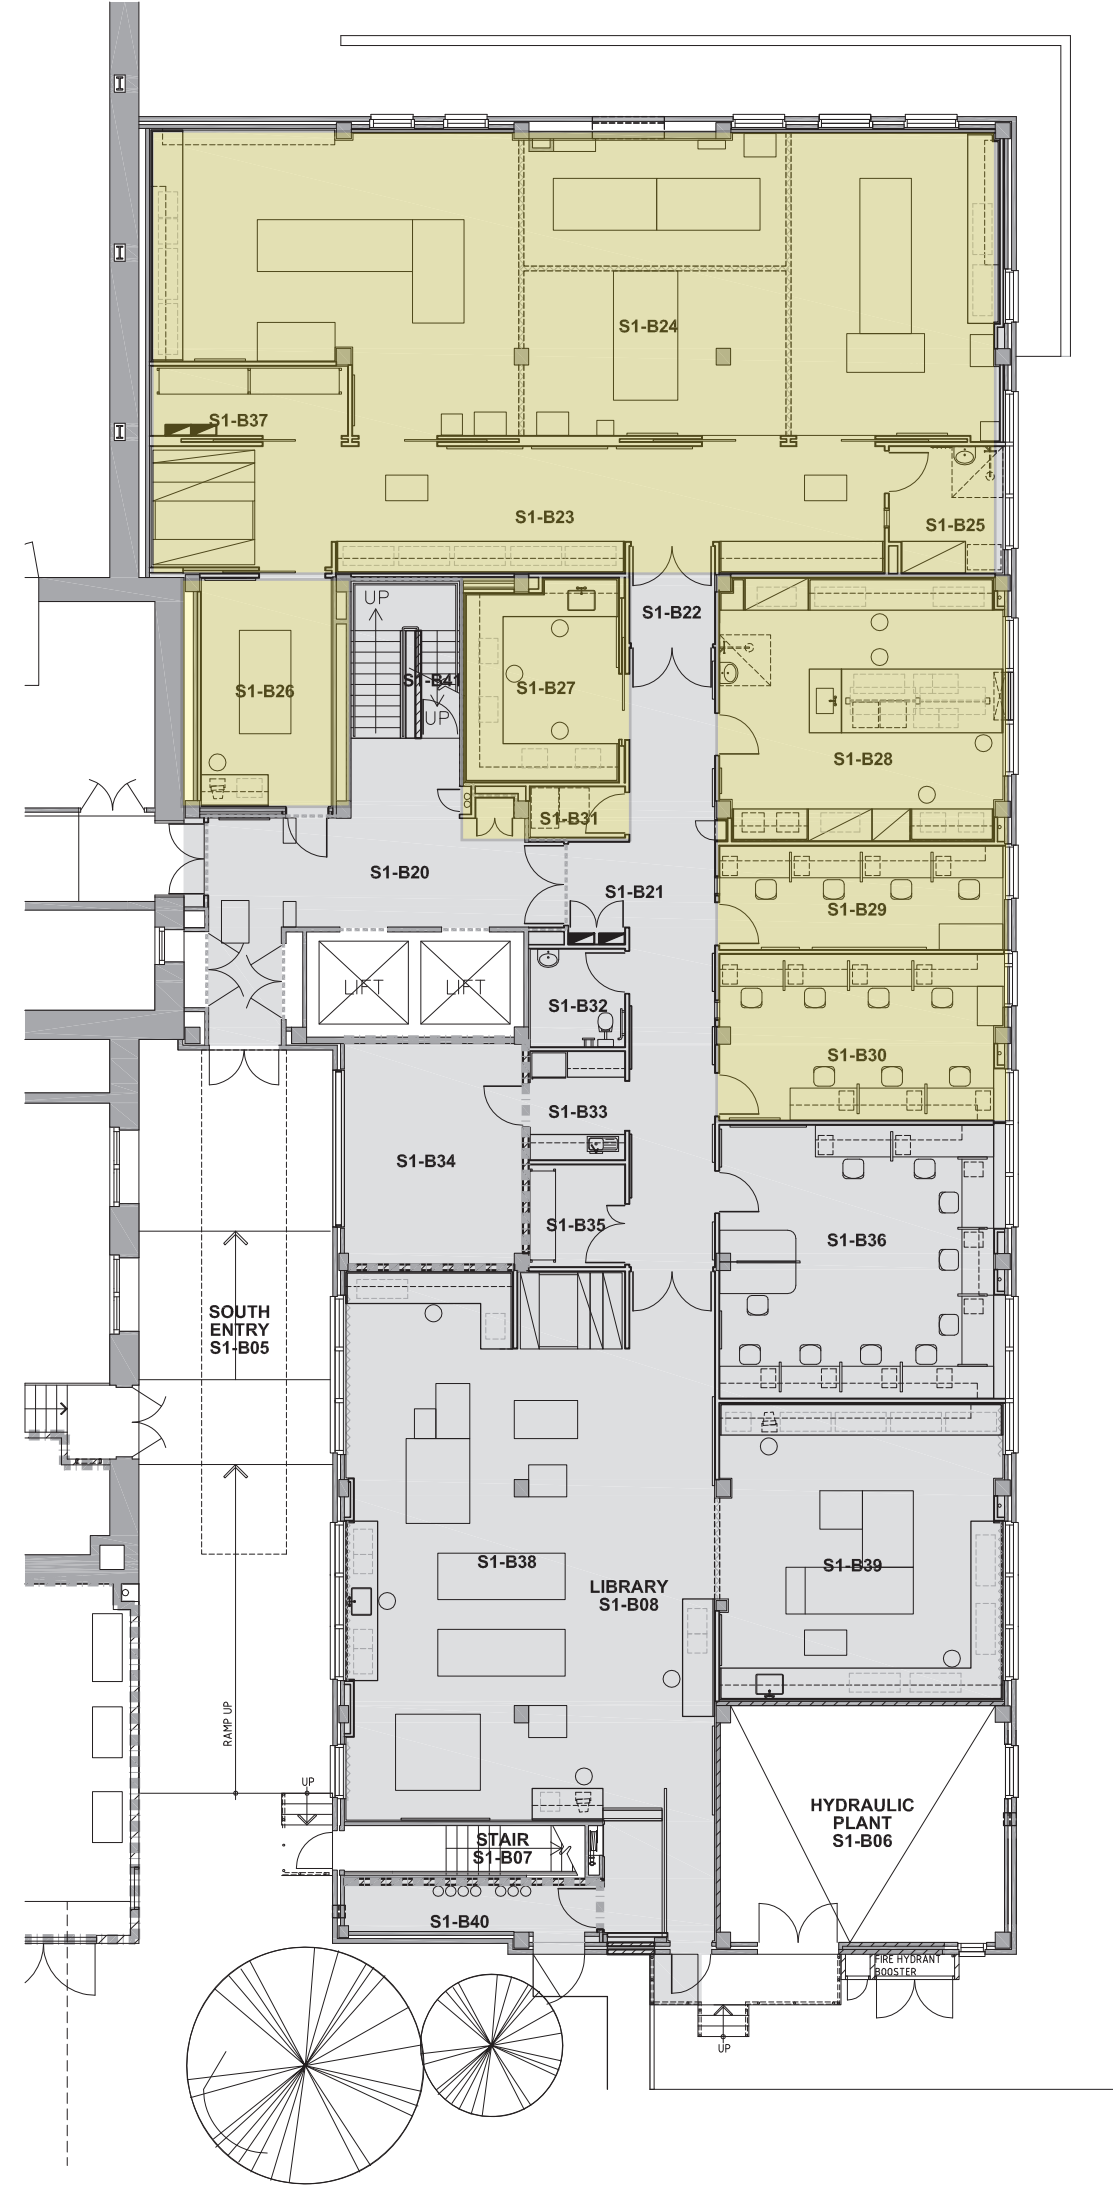 S1-B24
S1-B37
S1-B23
S1-B25
UP
S1-B22
S1-B41
S1-B26
S1-B27
UP
S1-B28
S1-B31
S1-B20
S1-B21
S1-B29
LIFT
LIFT
S1-B32
S1-B30
S1-B33
S1-B34
S1-B35
S1-B36
SOUTH
ENTRY
S1-B05
S1-B38
S1-B39
LIBRARY
S1-B08
RAMP UP
UP
HYDRAULIC
PLANT
S1-B06
STAIR
S1-B07
S1-B40
FIRE HYDRANT
BOOSTER
UP